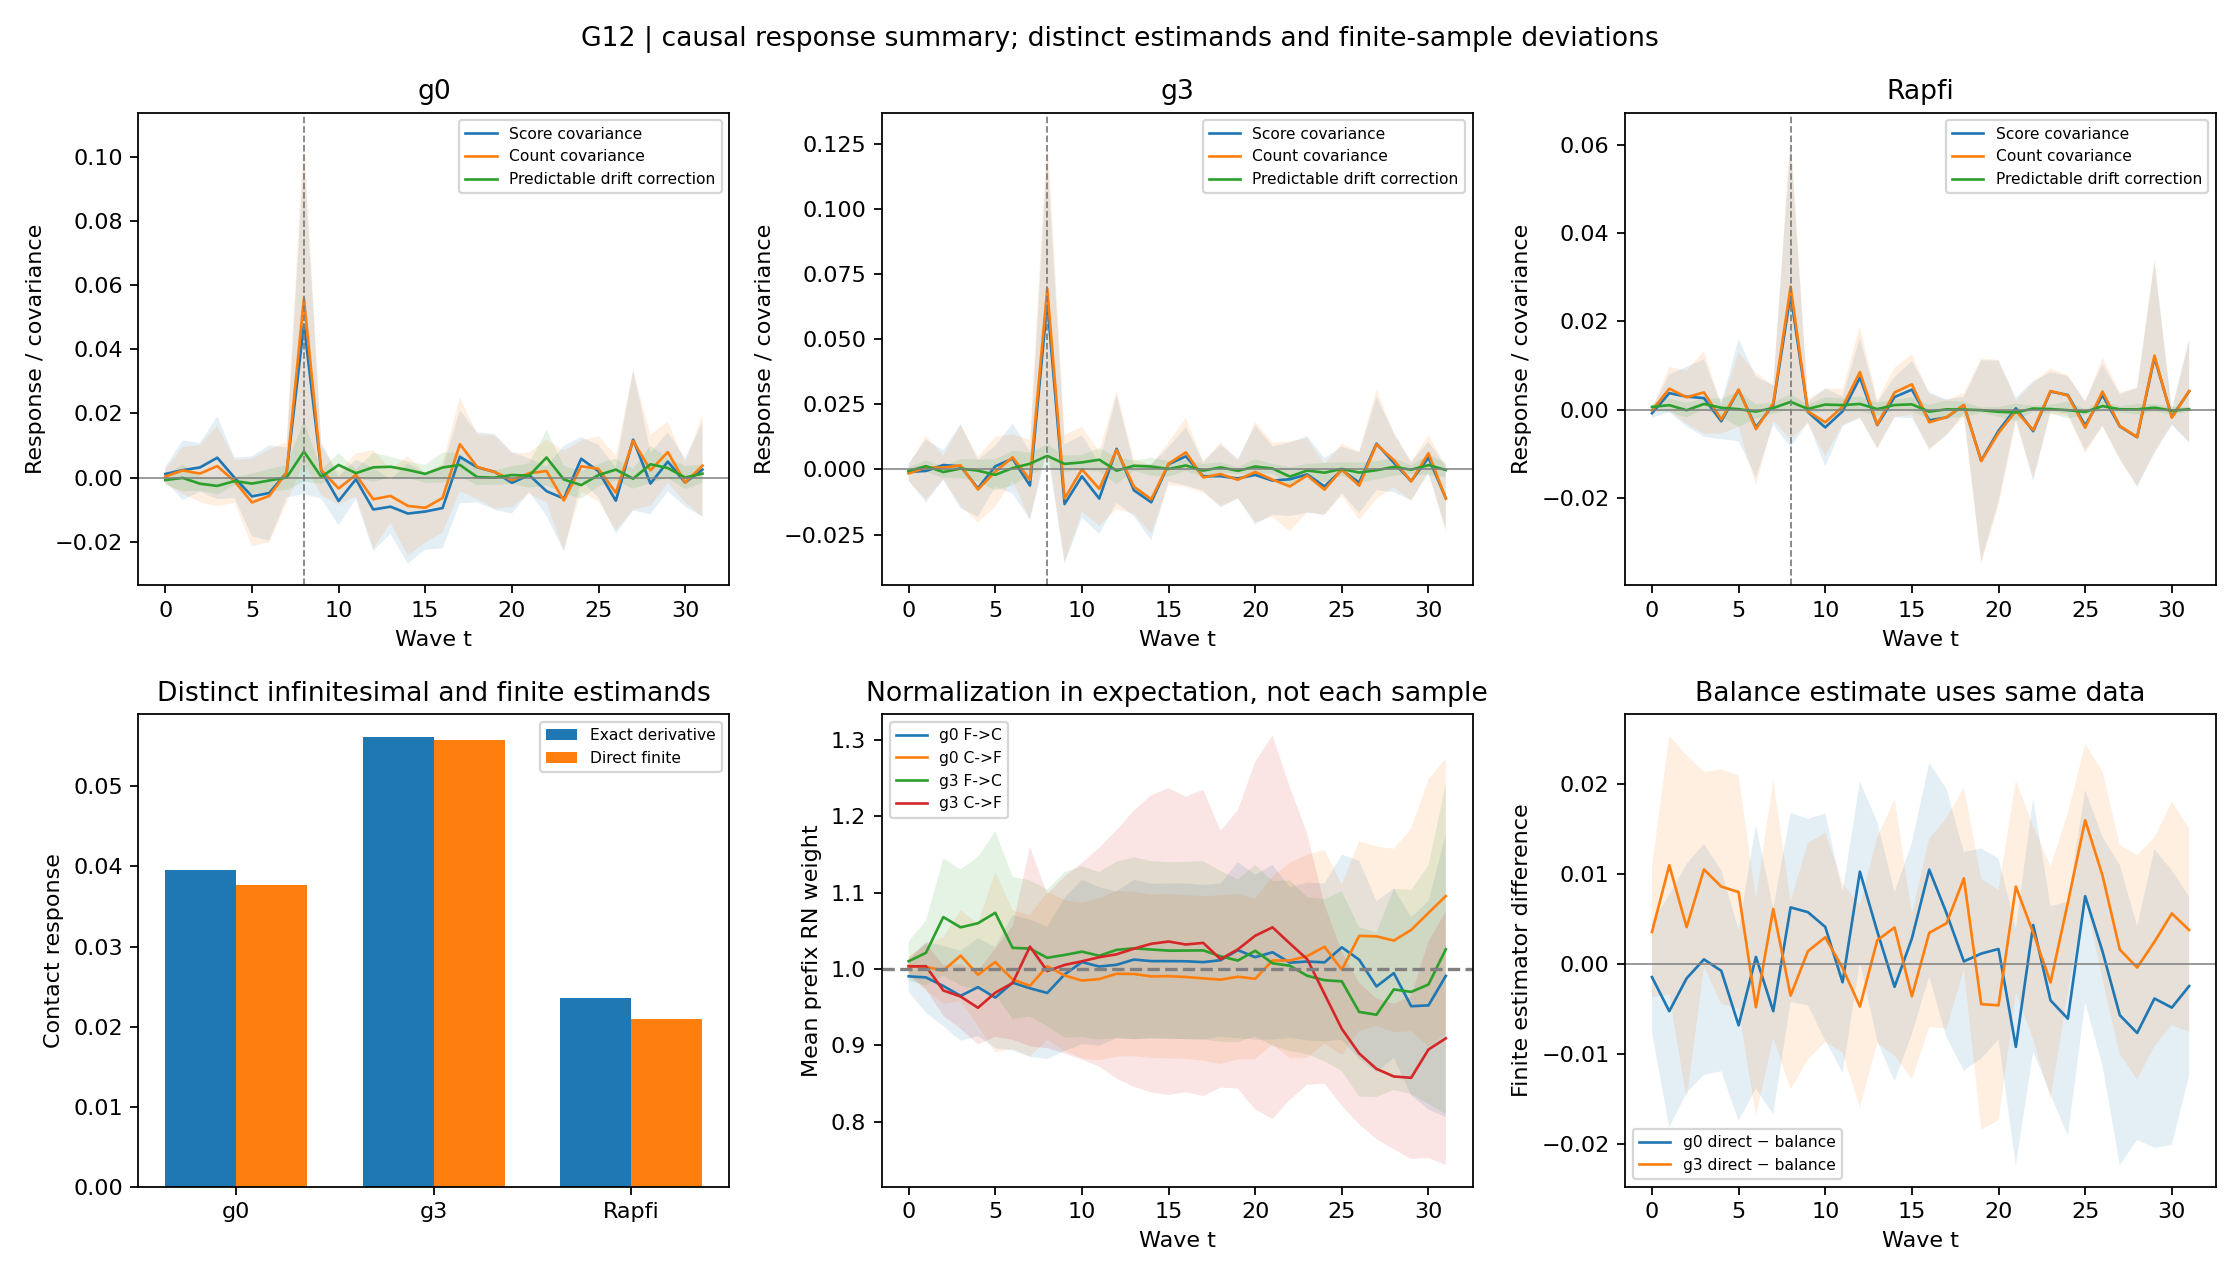 G12 | causal response summary; distinct estimands and finite-sample deviations
g0
Response / covariance
0.10
0.08
0.06
0.04
0.02
0.00
−0.02
Score covariance
Count covariance
Predictable drift correction
0 5 10 15 20 25 30
Wave t
g3
Response / covariance
0.125
0.100
0.075
0.050
0.025
0.000
−0.025
Score covariance
Count covariance
Predictable drift correction
0 5 10 15 20 25 30
Wave t
Rapfi
Response / covariance
0.06
0.04
0.02
0.00
−0.02
Score covariance
Count covariance
Predictable drift correction
0 5 10 15 20 25 30
Wave t
Distinct infinitesimal and finite estimands
Contact response
0.05
0.04
0.03
0.02
0.01
0.00
Exact derivative
Direct finite
g0 g3 Rapfi
Normalization in expectation, not each sample
Mean prefix RN weight
1.3
1.2
1.1
1.0
0.9
0.8
g0 F->C
g0 C->F
g3 F->C
g3 C->F
0 5 10 15 20 25 30
Wave t
Balance estimate uses same data
Finite estimator difference
0.02
0.01
0.00
−0.01
−0.02
g0 direct − balance
g3 direct − balance
0 5 10 15 20 25 30
Wave t